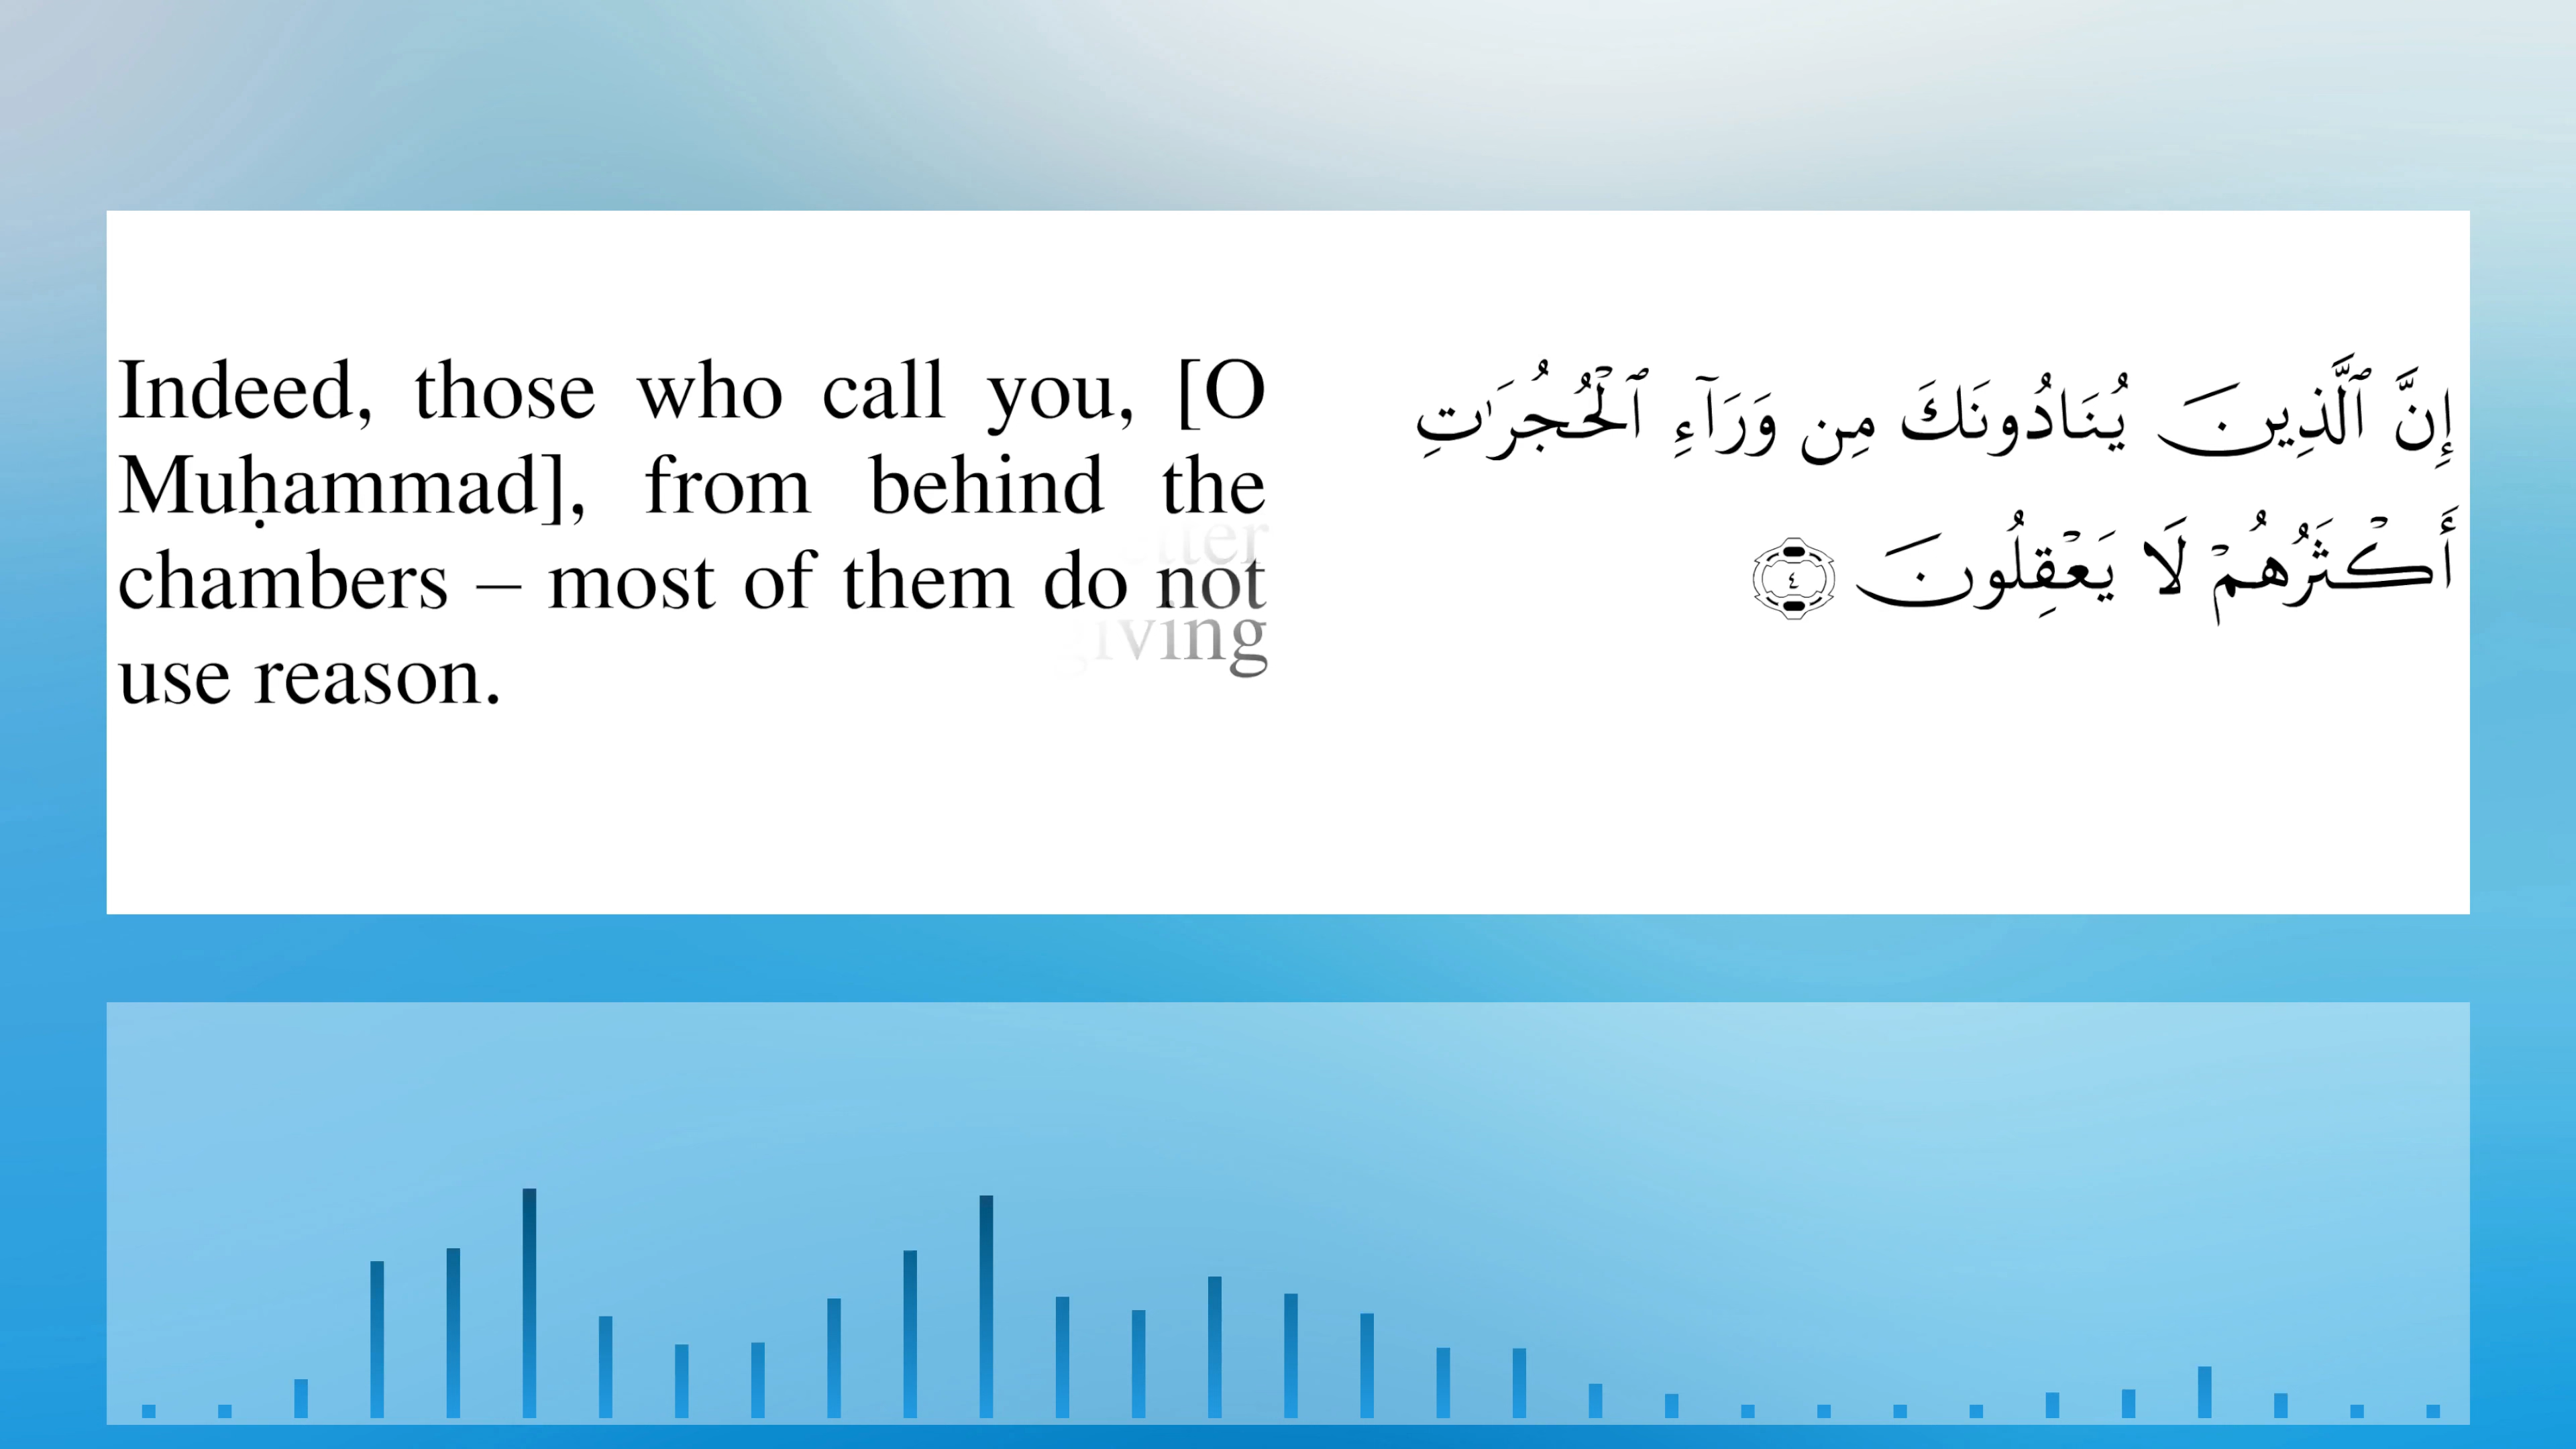 Indeed, those who call you, [O
Muḥammad], from behind the
chambers – most of them do not
use reason.
إِنَّ ٱلَّذِينَ يُنَادُونَكَ مِن وَرَآءِ ٱلْحُجُرَٰتِ
أَكْثَرُهُمْ لَا يَعْقِلُونَ ٤